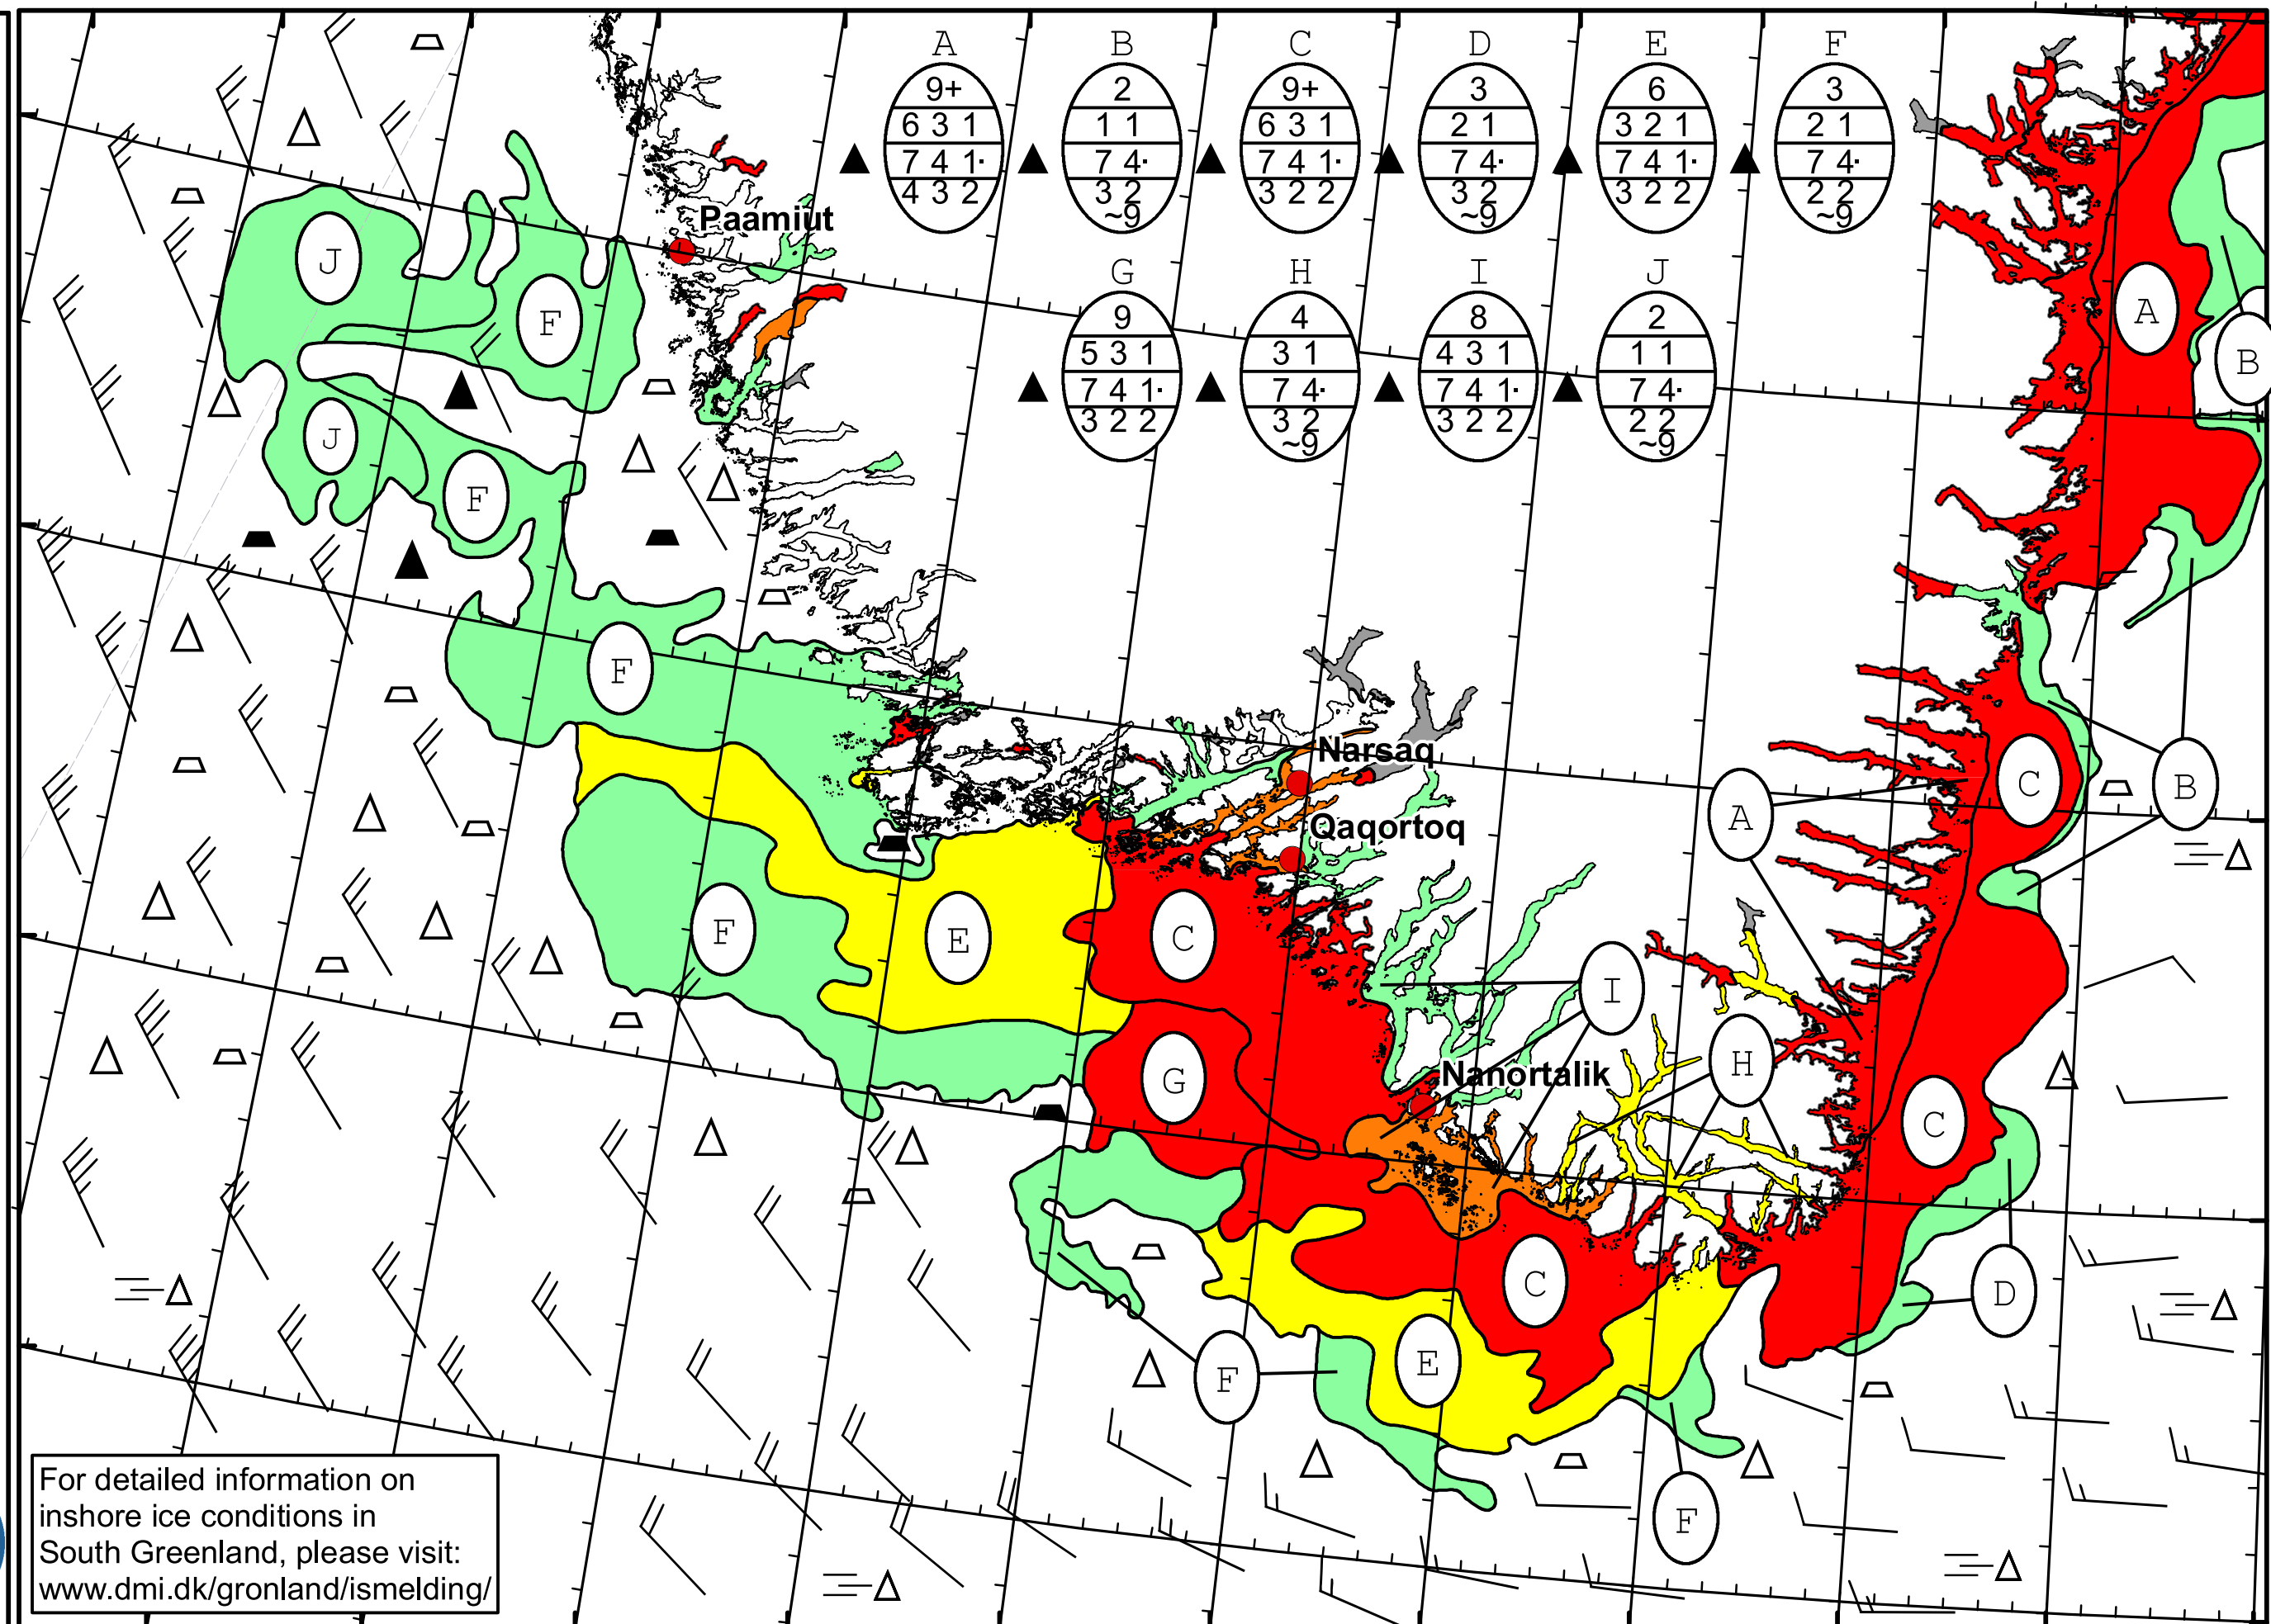 A B C D E F
9+ 2 9+ 3 6 3
6 3 1 1 1 6 3 1 2 1 3 2 1 2 1
7 4 1· 7 4· 7 4 1· 7 4· 7 4 1· 7 4·
4 3 2 3 2 3 2 2 3 2 3 2 2 2 2
~9 ~9 ~9
Paamiut
G H I J
9 4 8 2
5 3 1 3 1 4 3 1 1 1
7 4 1· 7 4· 7 4 1· 7 4·
3 2 2 3 2 3 2 2 2 2
~9 ~9
J
F
A
B
J
F
F
Narsaq
C
B
A
Qaqortoq
F
E
C
I
G
Nanortalik
H
C
C
D
F
E
F
For detailed information on
inshore ice conditions in
South Greenland, please visit:
www.dmi.dk/gronland/ismelding/